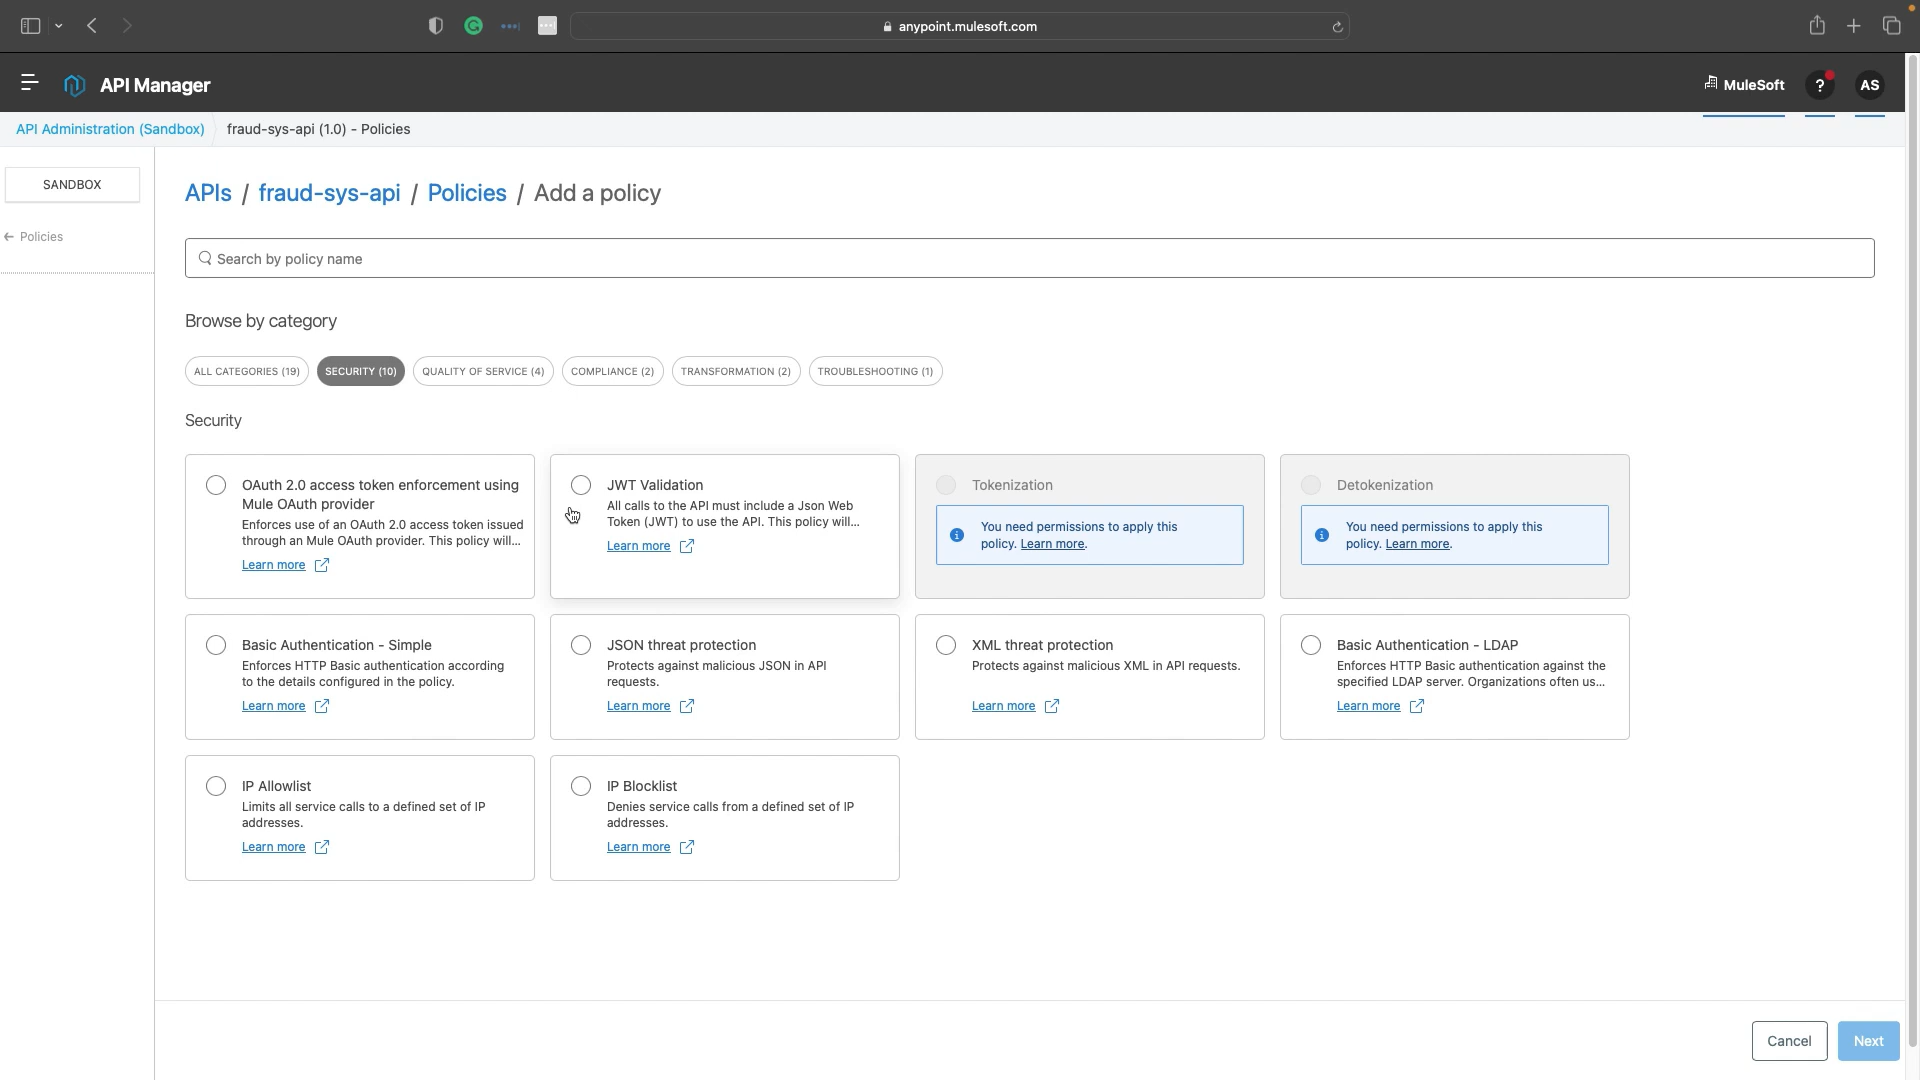 anypoint.mulesoft.com
API Manager
MuleSoft
?
AS
API Administration (Sandbox)
fraud-sys-api (1.0) - Policies
SANDBOX
← Policies
APIs / fraud-sys-api / Policies / Add a policy
Search by policy name
Browse by category
ALL CATEGORIES (19)
SECURITY (10)
QUALITY OF SERVICE (4)
COMPLIANCE (2)
TRANSFORMATION (2)
TROUBLESHOOTING (1)
Security
OAuth 2.0 access token enforcement using
Mule OAuth provider
Enforces use of an OAuth 2.0 access token issued
through an Mule OAuth provider. This policy will...
Learn more
JWT Validation
All calls to the API must include a Json Web
Token (JWT) to use the API. This policy will...
Learn more
Tokenization
You need permissions to apply this
policy. Learn more.
Detokenization
You need permissions to apply this
policy. Learn more.
Basic Authentication - Simple
Enforces HTTP Basic authentication according
to the details configured in the policy.
Learn more
JSON threat protection
Protects against malicious JSON in API
requests.
Learn more
XML threat protection
Protects against malicious XML in API requests.
Learn more
Basic Authentication - LDAP
Enforces HTTP Basic authentication against the
specified LDAP server. Organizations often us...
Learn more
IP Allowlist
Limits all service calls to a defined set of IP
addresses.
Learn more
IP Blocklist
Denies service calls from a defined set of IP
addresses.
Learn more
Cancel
Next